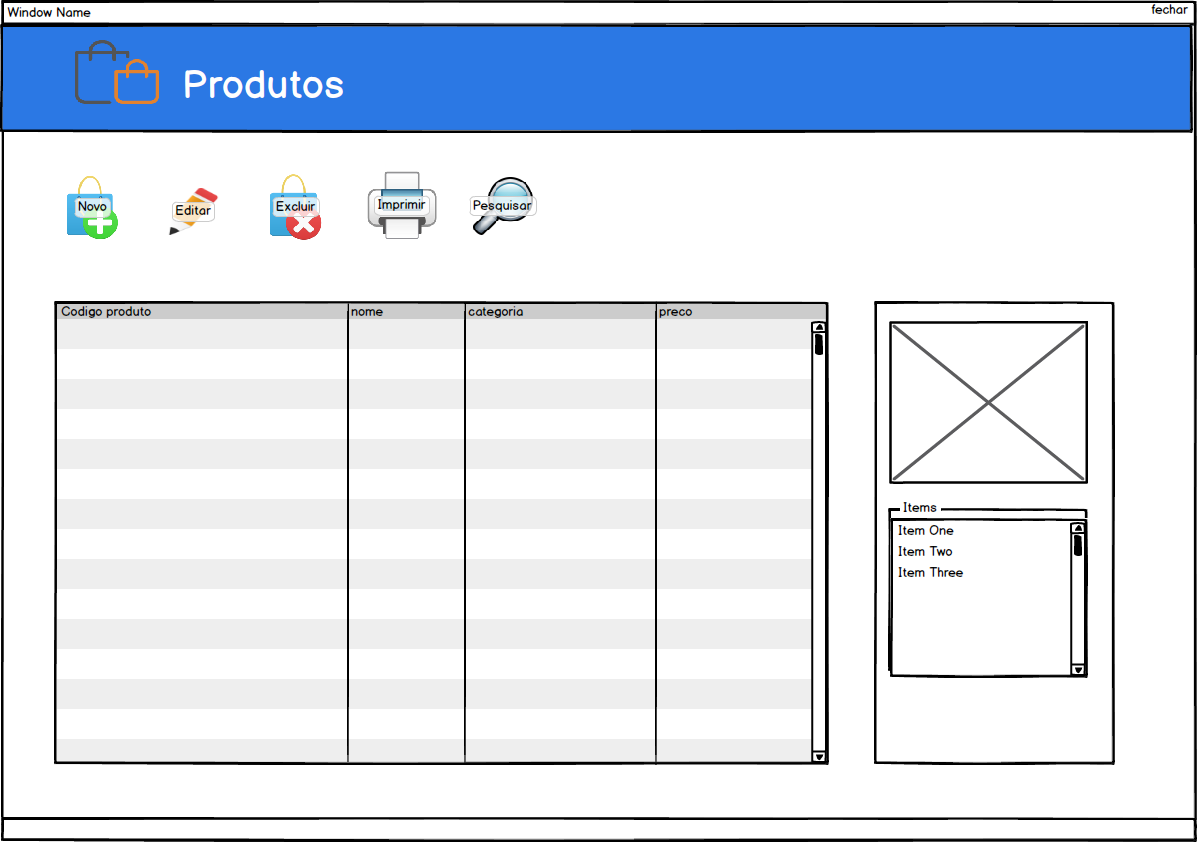 Window Name
fechar
Produtos
Novo
Editar
Excluir
Imprimir
Pesquisar
Codigo produto
nome
categoria
preco
Items
Item One
Item Two
Item Three